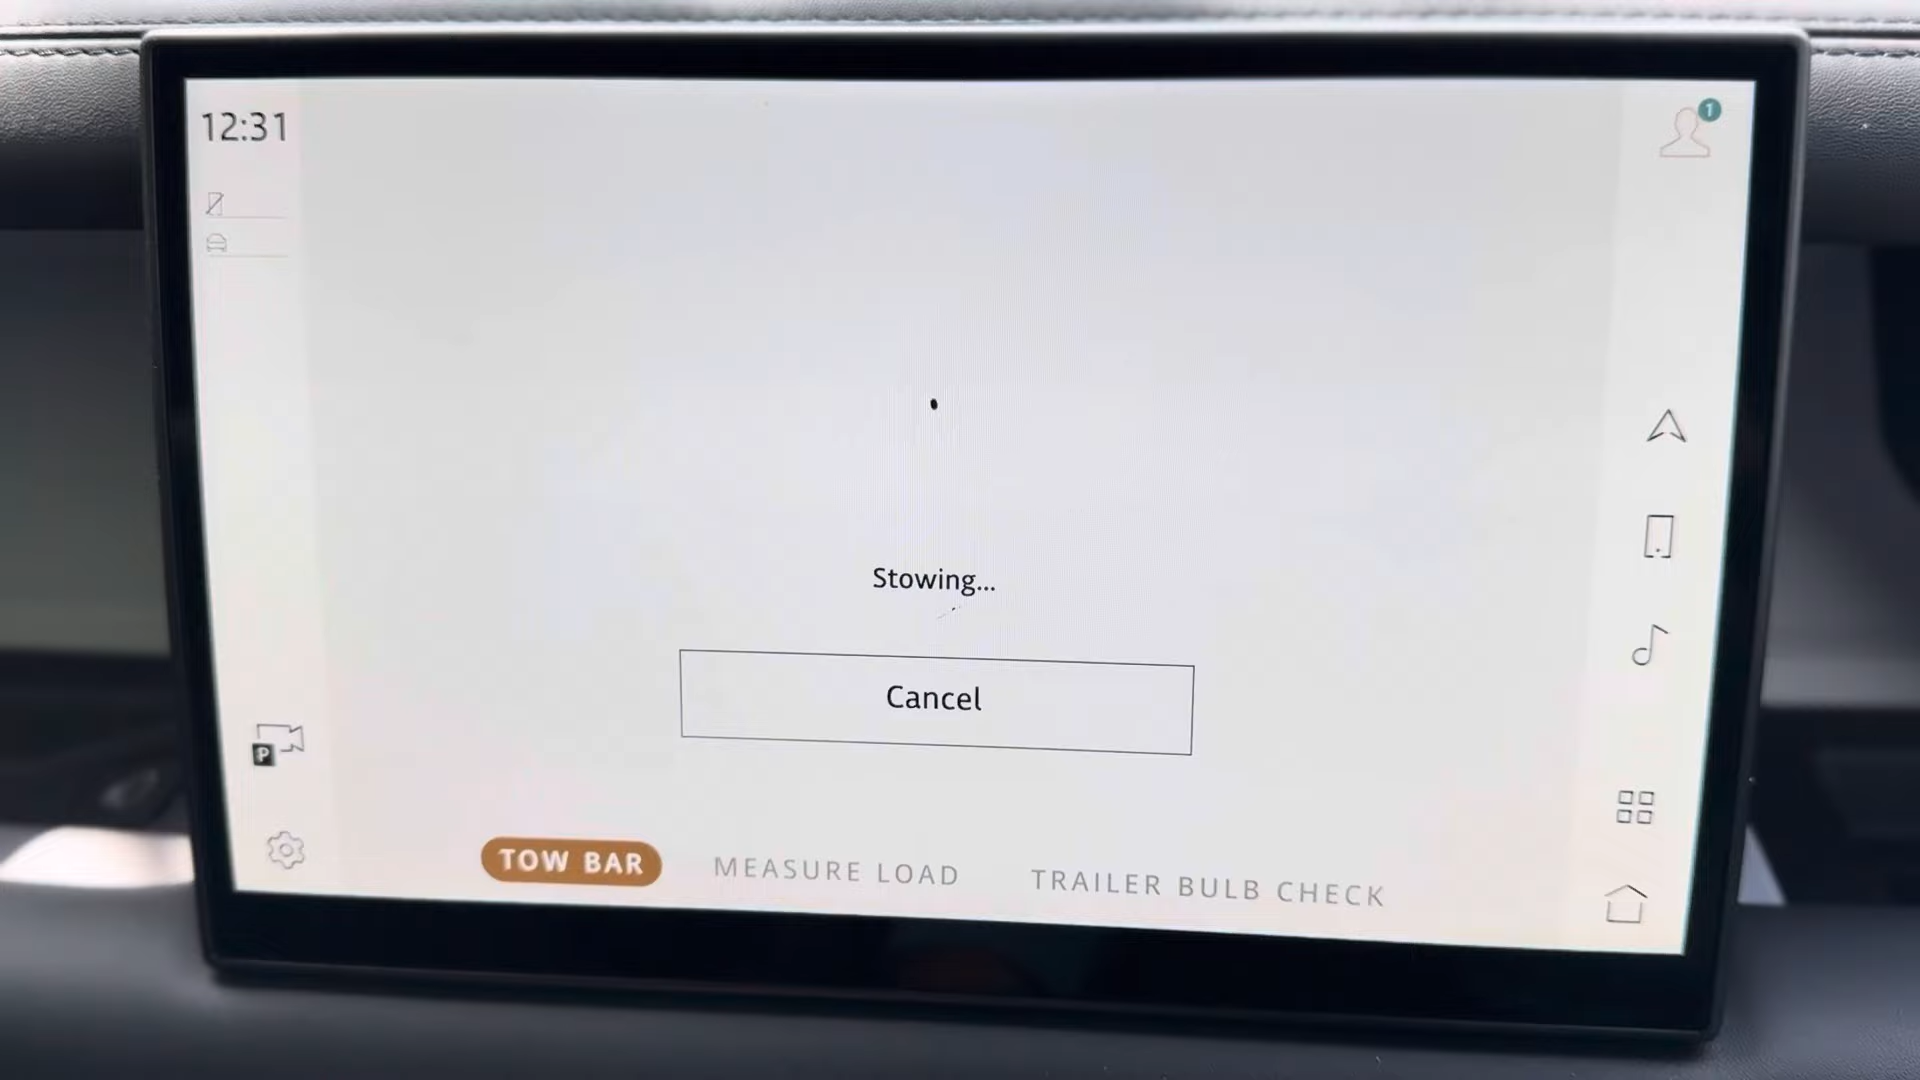 12:31
1
Stowing...
Cancel
P
TOW BAR
MEASURE LOAD
TRAILER BULB CHECK